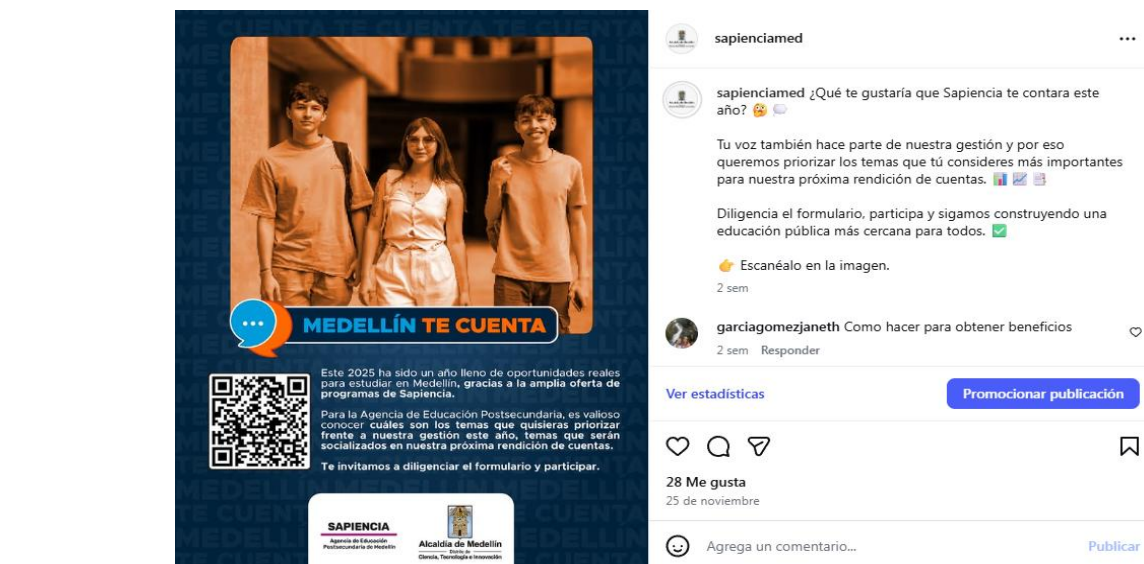 MEDELLÍN TE CUENTA
Este 2025 ha sido un año lleno de oportunidades reales
para estudiar en Medellín, gracias a la amplia oferta de
programas de Sapiencia.
Para la Agencia de Educación Postsecundaria, es valioso
conocer cuáles son los temas que quisieras priorizar
frente a nuestra gestión este año, temas que serán
socializados en nuestra próxima rendición de cuentas.
Te invitamos a diligenciar el formulario y participar.
SAPIENCIA
Agencia de Educación
Postsecundaria de Medellín
Alcaldía de Medellín
Distrito de
Ciencia, Tecnología e Innovación
sapienciamed
sapienciamed ¿Qué te gustaría que Sapiencia te contara este
año? 🤔 💭
Tu voz también hace parte de nuestra gestión y por eso
queremos priorizar los temas que tú consideres más importantes
para nuestra próxima rendición de cuentas. 📊 📈 📑
Diligencia el formulario, participa y sigamos construyendo una
educación pública más cercana para todos. ✅
👉 Escanéalo en la imagen.
2 sem
garciagomezjaneth Como hacer para obtener beneficios
2 sem Responder
Ver estadísticas
Promocionar publicación
28 Me gusta
25 de noviembre
Agrega un comentario...
Publicar